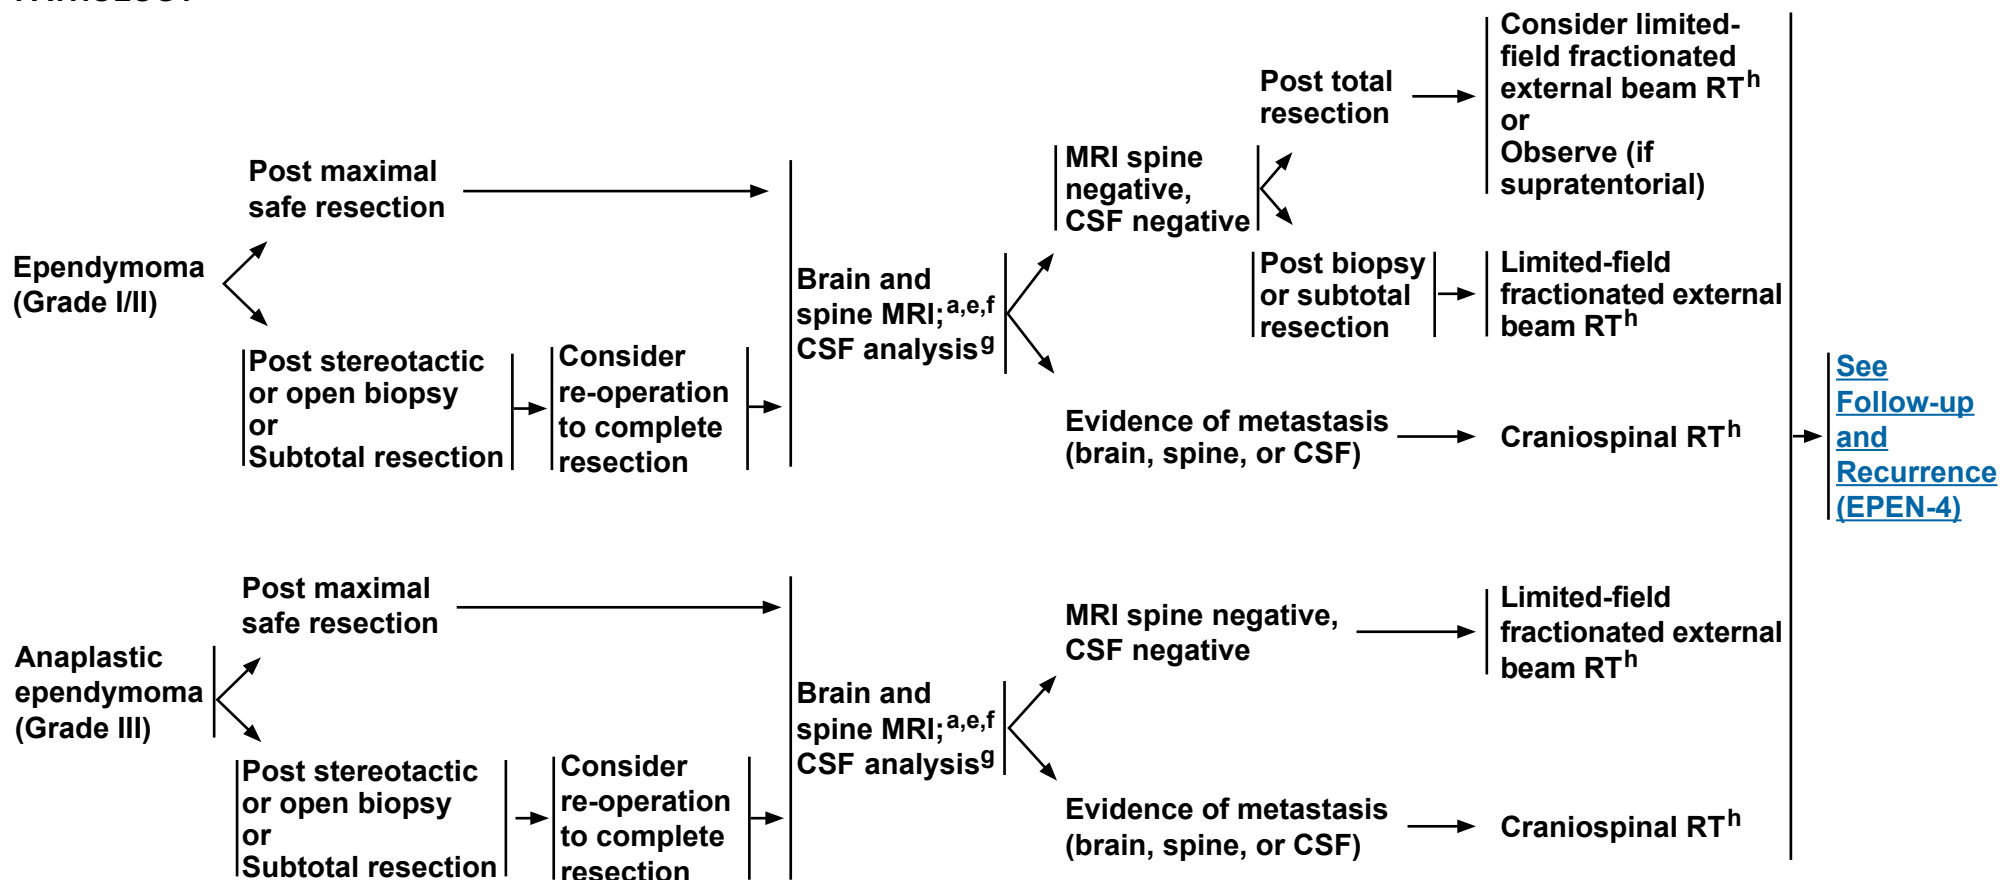 Ependymoma
(Grade I/II)
Post maximal
safe resection
Post stereotactic
or open biopsy
or
Subtotal resection
Consider
re-operation
to complete
resection
Brain and
spine MRI;a,e,f
CSF analysisg
MRI spine
negative,
CSF negative
Post total
resection
Consider limited-
field fractionated
external beam RTh
or
Observe (if
supratentorial)
Post biopsy
or subtotal
resection
Limited-field
fractionated external
beam RTh
Evidence of metastasis
(brain, spine, or CSF)
Craniospinal RTh
See
Follow-up
and
Recurrence
(EPEN-4)
Anaplastic
ependymoma
(Grade III)
Post maximal
safe resection
Post stereotactic
or open biopsy
or
Subtotal resection
Consider
re-operation
to complete
resection
Brain and
spine MRI;a,e,f
CSF analysisg
MRI spine negative,
CSF negative
Limited-field
fractionated external
beam RTh
Evidence of metastasis
(brain, spine, or CSF)
Craniospinal RTh